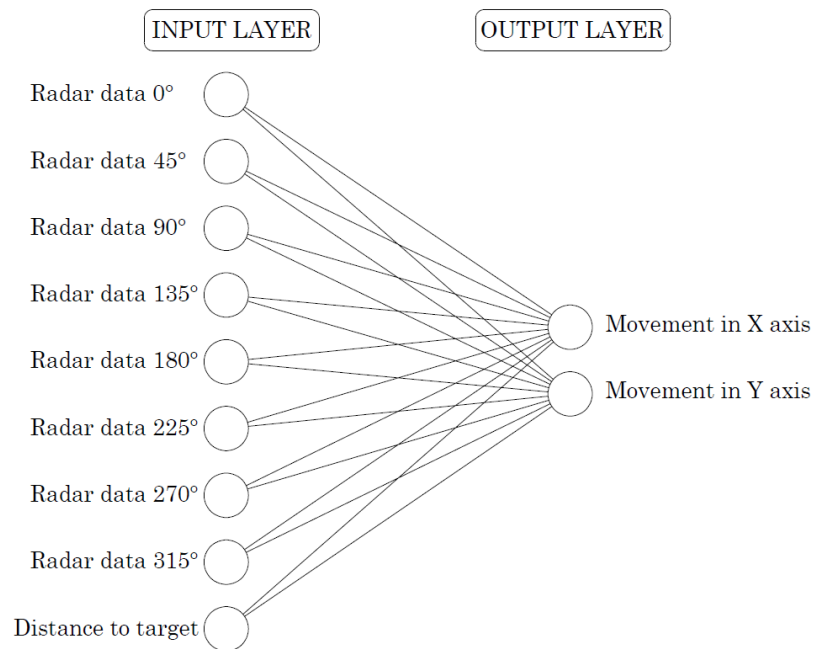 INPUT LAYER
OUTPUT LAYER
Radar data 0°
Radar data 45°
Radar data 90°
Radar data 135°
Radar data 180°
Radar data 225°
Radar data 270°
Radar data 315°
Distance to target
Movement in X axis
Movement in Y axis